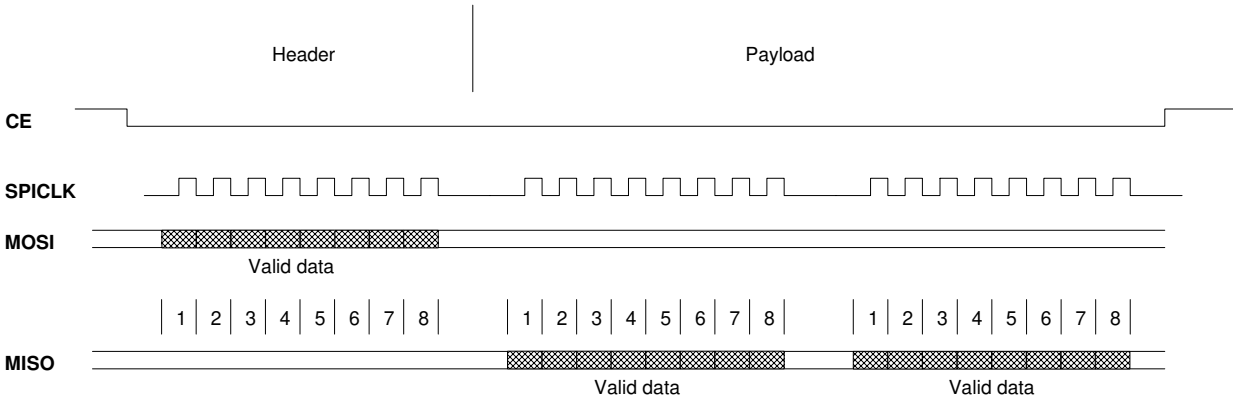 Header Payload
CE
SPICLK
MOSI
Valid data
1 2 3 4 5 6 7 8 1 2 3 4 5 6 7 8 1 2 3 4 5 6 7 8
MISO
Valid data Valid data